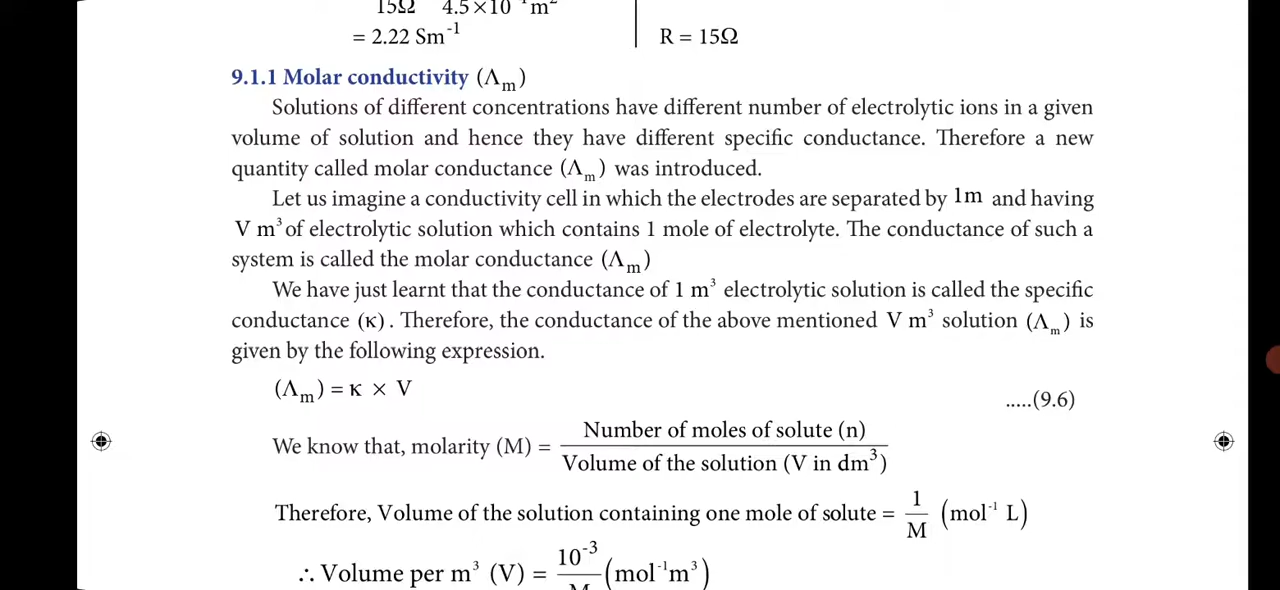 15Ω 4.5×10⁻¹m²
= 2.22 Sm⁻¹
R = 15Ω
9.1.1 Molar conductivity (Λₘ)
Solutions of different concentrations have different number of electrolytic ions in a given
volume of solution and hence they have different specific conductance. Therefore a new
quantity called molar conductance (Λₘ) was introduced.
Let us imagine a conductivity cell in which the electrodes are separated by 1m and having
V m³ of electrolytic solution which contains 1 mole of electrolyte. The conductance of such a
system is called the molar conductance (Λₘ)
We have just learnt that the conductance of 1 m³ electrolytic solution is called the specific
conductance (κ). Therefore, the conductance of the above mentioned V m³ solution (Λₘ) is
given by the following expression.
(Λₘ) = κ × V .....(9.6)
We know that, molarity (M) = Number of moles of solute (n)
Volume of the solution (V in dm³)
Therefore, Volume of the solution containing one mole of solute = 1/M (mol⁻¹ L)
∴ Volume per m³ (V) = 10⁻³/M (mol⁻¹m³)